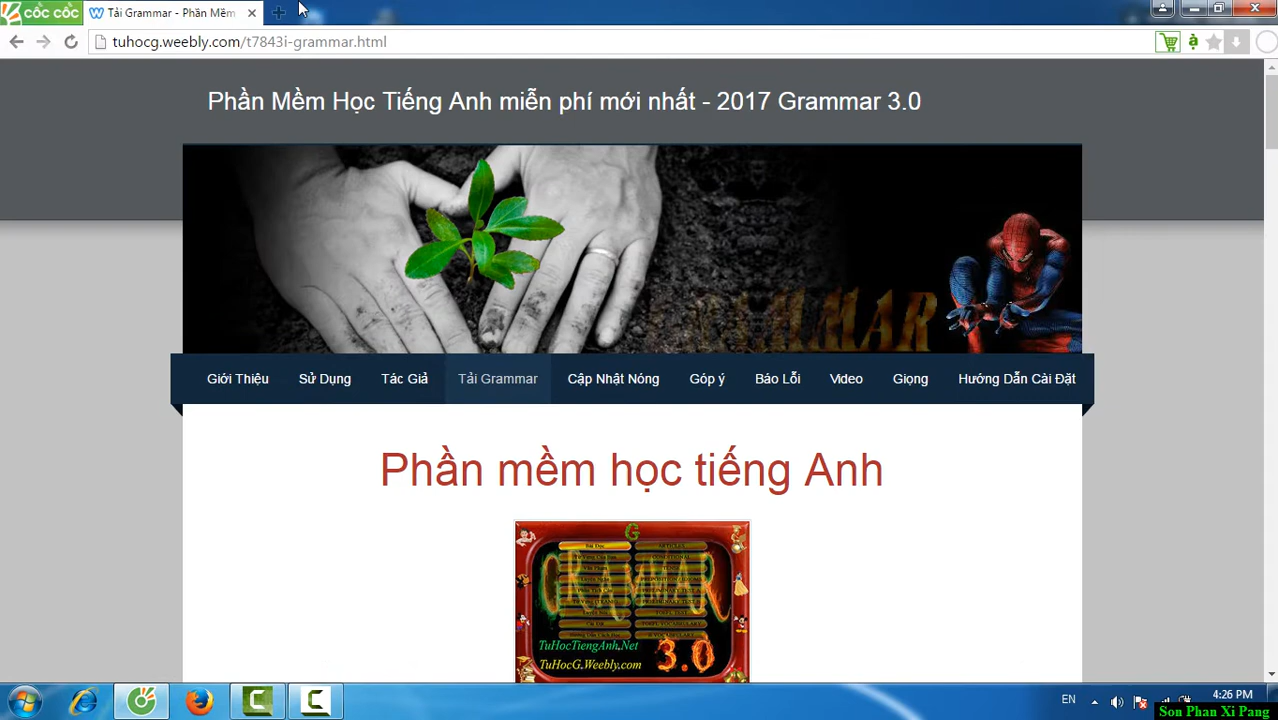 cốc cốc
Tải Grammar - Phần Mềm
tuhocg.weebly.com/t7843i-grammar.html
Phần Mềm Học Tiếng Anh miễn phí mới nhất - 2017 Grammar 3.0
GRAMMAR
Giới Thiệu
Sử Dụng
Tác Giả
Tải Grammar
Cập Nhật Nóng
Góp ý
Báo Lỗi
Video
Giọng
Hướng Dẫn Cài Đặt
Phần mềm học tiếng Anh
G
GRAMMAR
TuHocTiengAnh.Net
TuHocG.Weebly.com
3.0
EN
4:26 PM
Son Phan Xi Pang